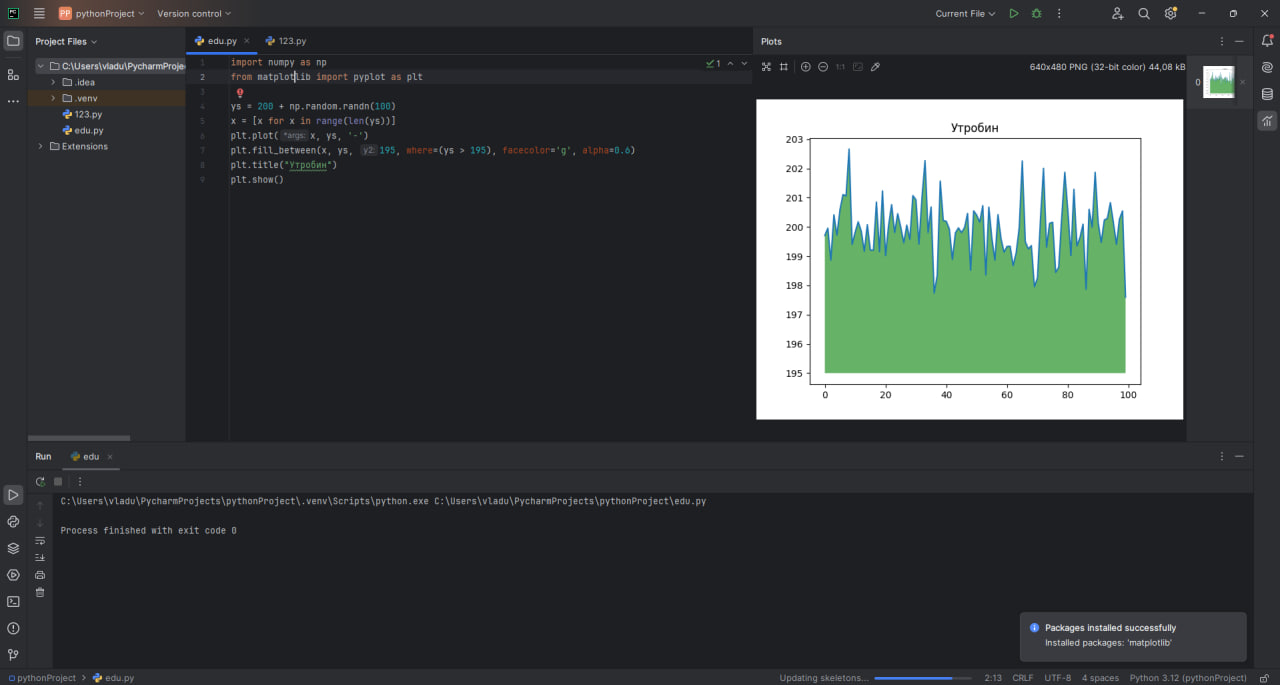 PC
PP pythonProject Version control
Current File
Project Files
edu.py 123.py
Plots
C:\Users\vladu\PycharmProje
.idea
.venv
123.py
edu.py
Extensions
1
1 import numpy as np
2 from matplotlib import pyplot as plt
3
4 ys = 200 + np.random.randn(100)
5 x = [x for x in range(len(ys))]
6 plt.plot( *args: x, ys, '-')
7 plt.fill_between(x, ys, y2: 195, where=(ys > 195), facecolor='g', alpha=0.6)
8 plt.title("Утробин")
9 plt.show()
1:1
640x480 PNG (32-bit color) 44,08 kB
0
Утробин
203
202
201
200
199
198
197
196
195
0 20 40 60 80 100
Run edu
C:\Users\vladu\PycharmProjects\pythonProject\.venv\Scripts\python.exe C:\Users\vladu\PycharmProjects\pythonProject\edu.py
Process finished with exit code 0
Packages installed successfully
Installed packages: 'matplotlib'
pythonProject edu.py
Updating skeletons... 2:13 CRLF UTF-8 4 spaces Python 3.12 (pythonProject)